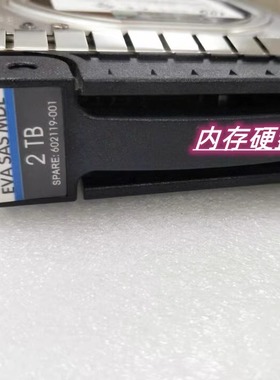 EVA SAS MDL
2 TB
SPARE: 602119-001
内存硬